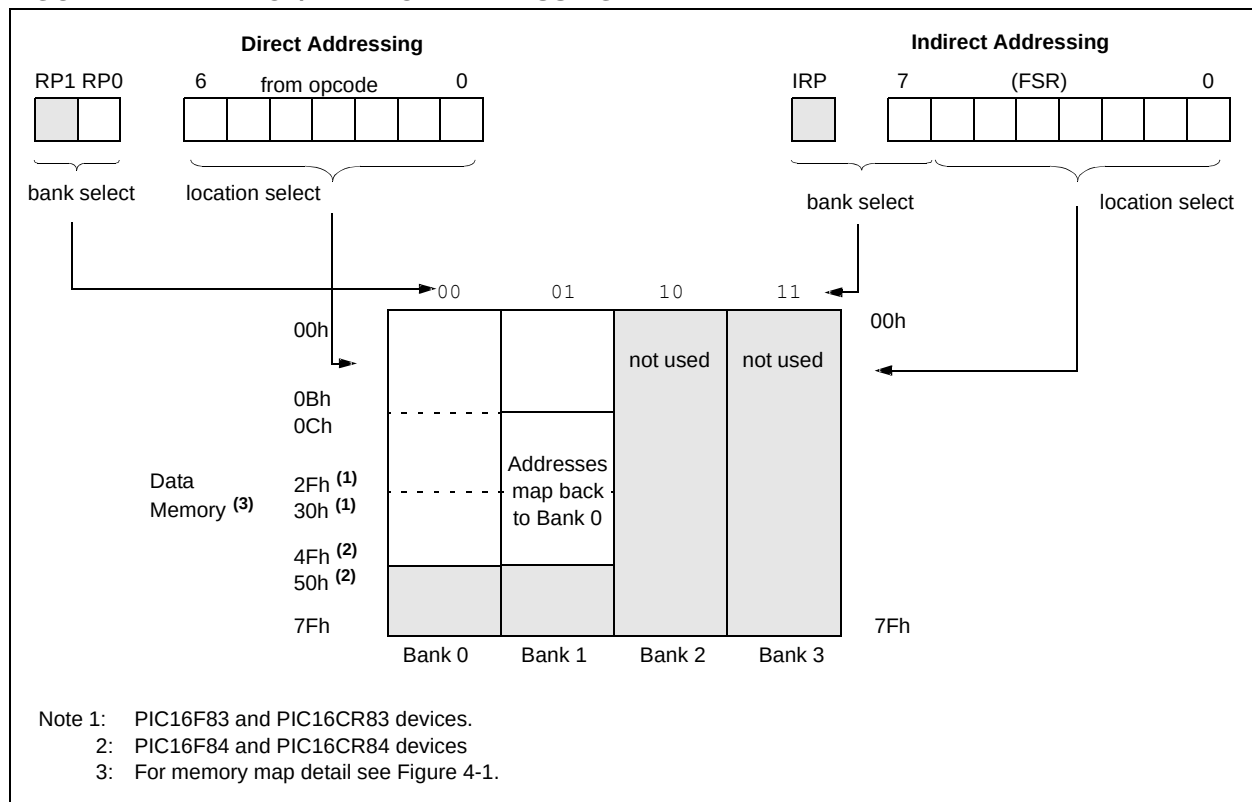 Direct Addressing
Indirect Addressing
RP1 RP0 6 from opcode 0
IRP 7 (FSR) 0
bank select location select
bank select location select
00 01 10 11
00h 00h
not used not used
0Bh
0Ch
Addresses
map back
to Bank 0
Data
Memory (3)
2Fh (1)
30h (1)
4Fh (2)
50h (2)
7Fh 7Fh
Bank 0 Bank 1 Bank 2 Bank 3
Note 1: PIC16F83 and PIC16CR83 devices.
2: PIC16F84 and PIC16CR84 devices
3: For memory map detail see Figure 4-1.